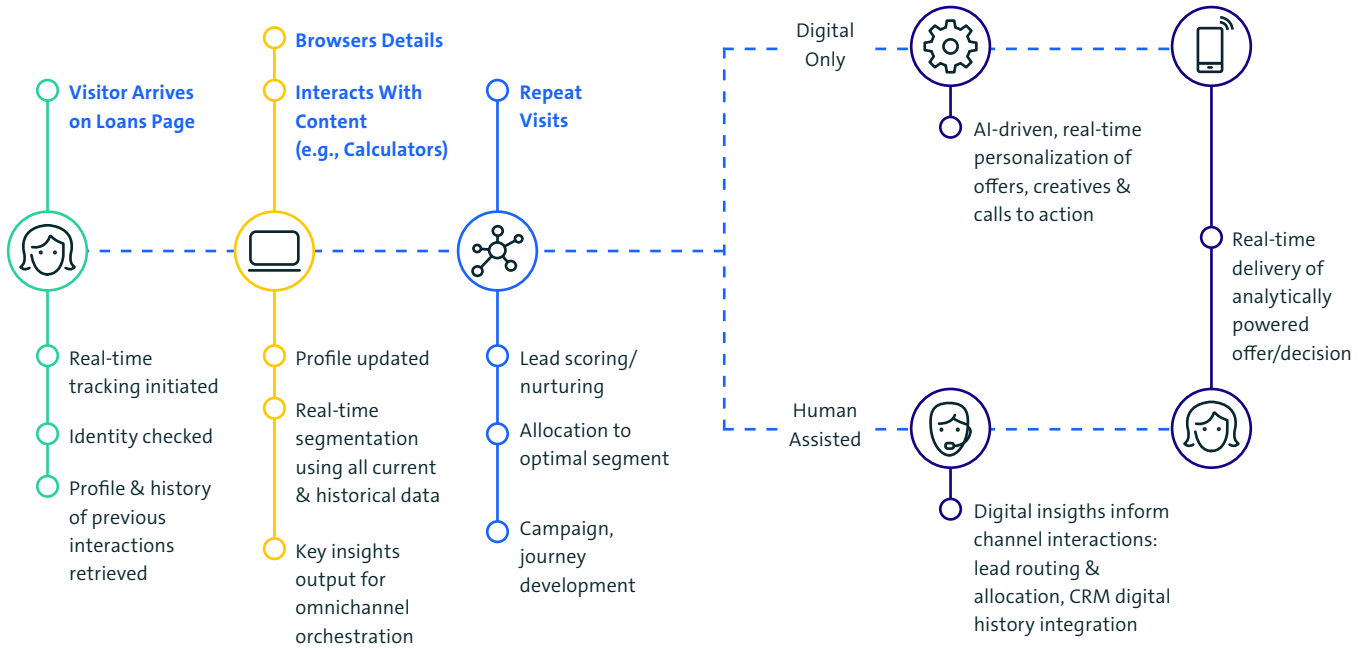 Visitor Arrives
on Loans Page
Real-time
tracking initiated
Identity checked
Profile & history
of previous
interactions
retrieved
Browsers Details
Interacts With
Content
(e.g., Calculators)
Profile updated
Real-time
segmentation
using all current
& historical data
Key insights
output for
omnichannel
orchestration
Repeat
Visits
Lead scoring/
nurturing
Allocation to
optimal segment
Campaign,
journey
development
Digital
Only
AI-driven, real-time
personalization of
offers, creatives &
calls to action
Real-time
delivery of
analytically
powered
offer/decision
Human
Assisted
Digital insigths inform
channel interactions:
lead routing &
allocation, CRM digital
history integration